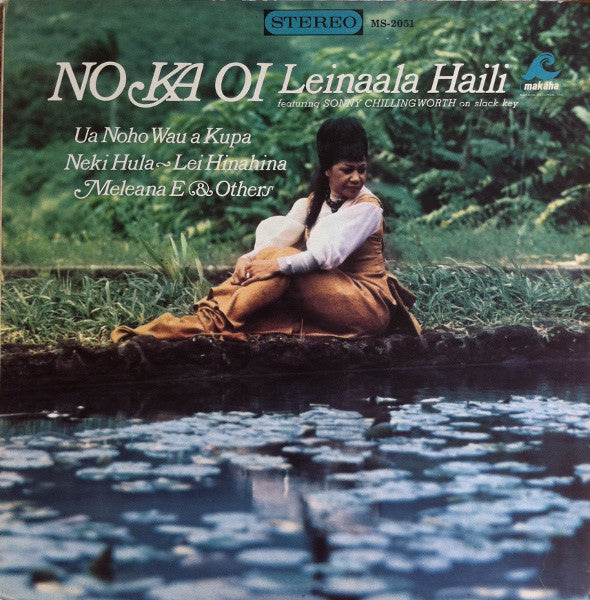 STEREO MS-2051
NO KA OI Leinaala Haili
makaha
featuring SONNY CHILLINGWORTH on slack key
Ua Noho Wau a Kupa
Neki Hula~Lei Hinahina
Meleana E & Others